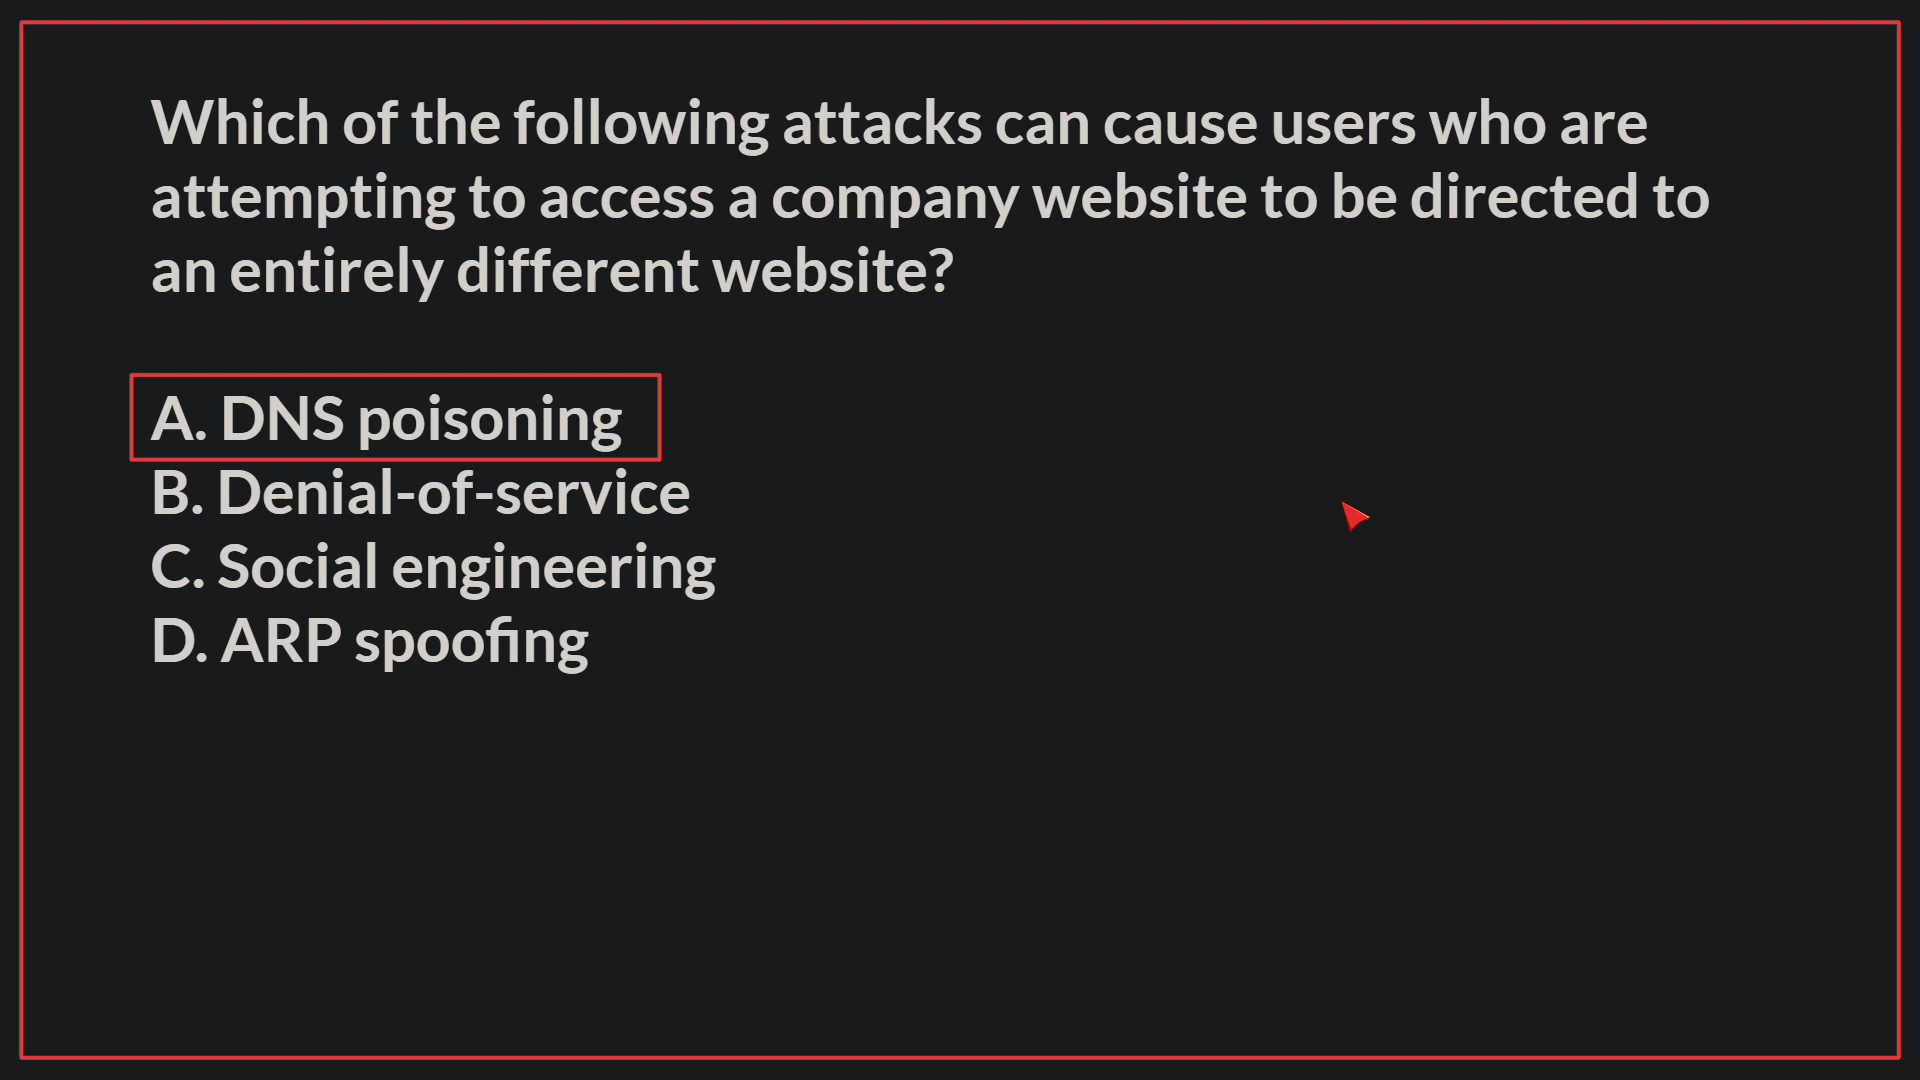 Which of the following attacks can cause users who are
attempting to access a company website to be directed to
an entirely different website?
A. DNS poisoning
B. Denial-of-service
C. Social engineering
D. ARP spoofing